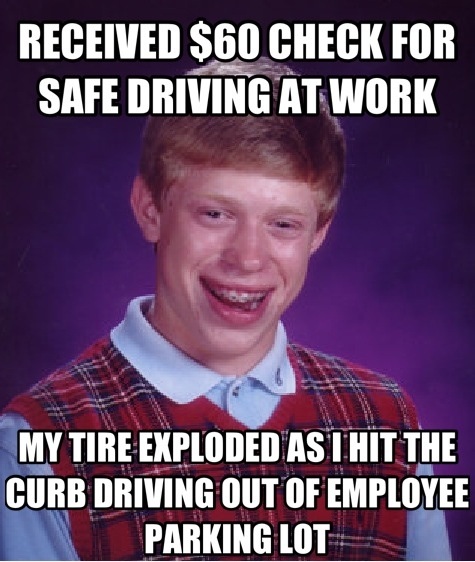 RECEIVED $60 CHECK FOR
SAFE DRIVING AT WORK
MY TIRE EXPLODED AS I HIT THE
CURB DRIVING OUT OF EMPLOYEE
PARKING LOT